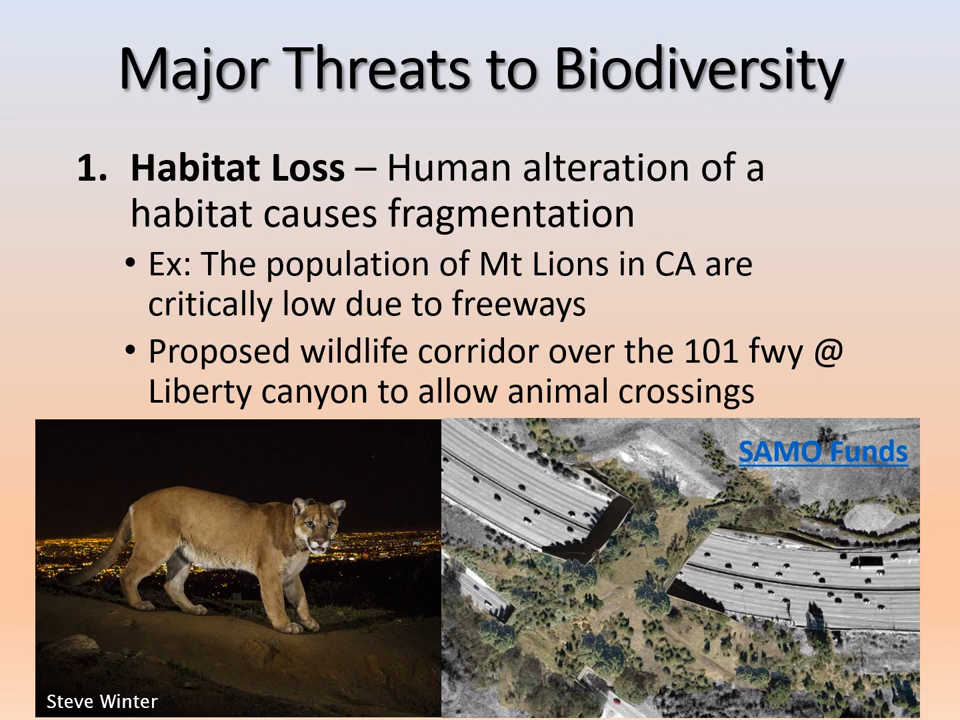 Major Threats to Biodiversity
1. Habitat Loss – Human alteration of a
habitat causes fragmentation
• Ex: The population of Mt Lions in CA are
critically low due to freeways
• Proposed wildlife corridor over the 101 fwy @
Liberty canyon to allow animal crossings
SAMO Funds
Steve Winter